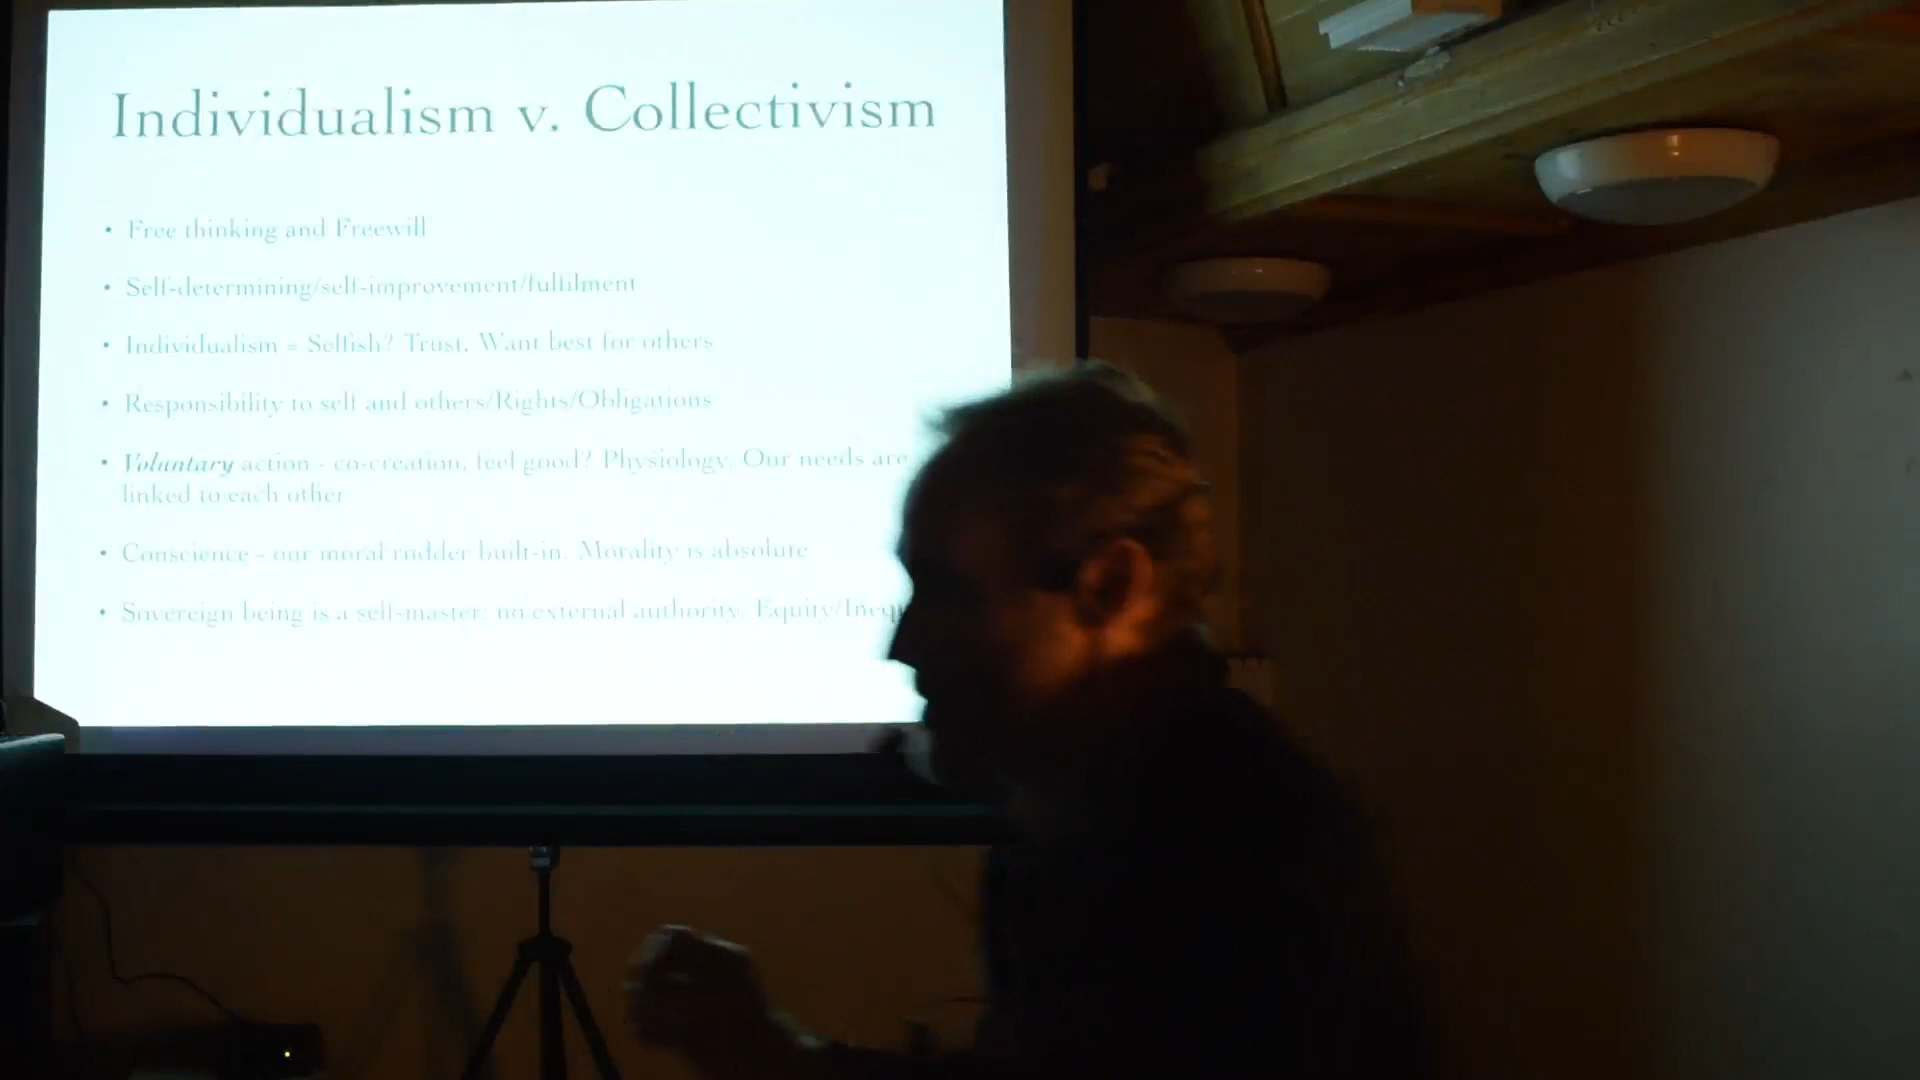 Individualism v. Collectivism
• Free thinking and Freewill
• Self-determining/self-improvement/fulfilment
• Individualism = Selfish? Trust. Want best for others
• Responsibility to self and others/Rights/Obligations
• Voluntary action - co-creation, feel good? Physiology. Our needs are
linked to each other
• Conscience - our moral rudder built-in. Morality is absolute
• Sovereign being is a self-master: no external authority. Equity/